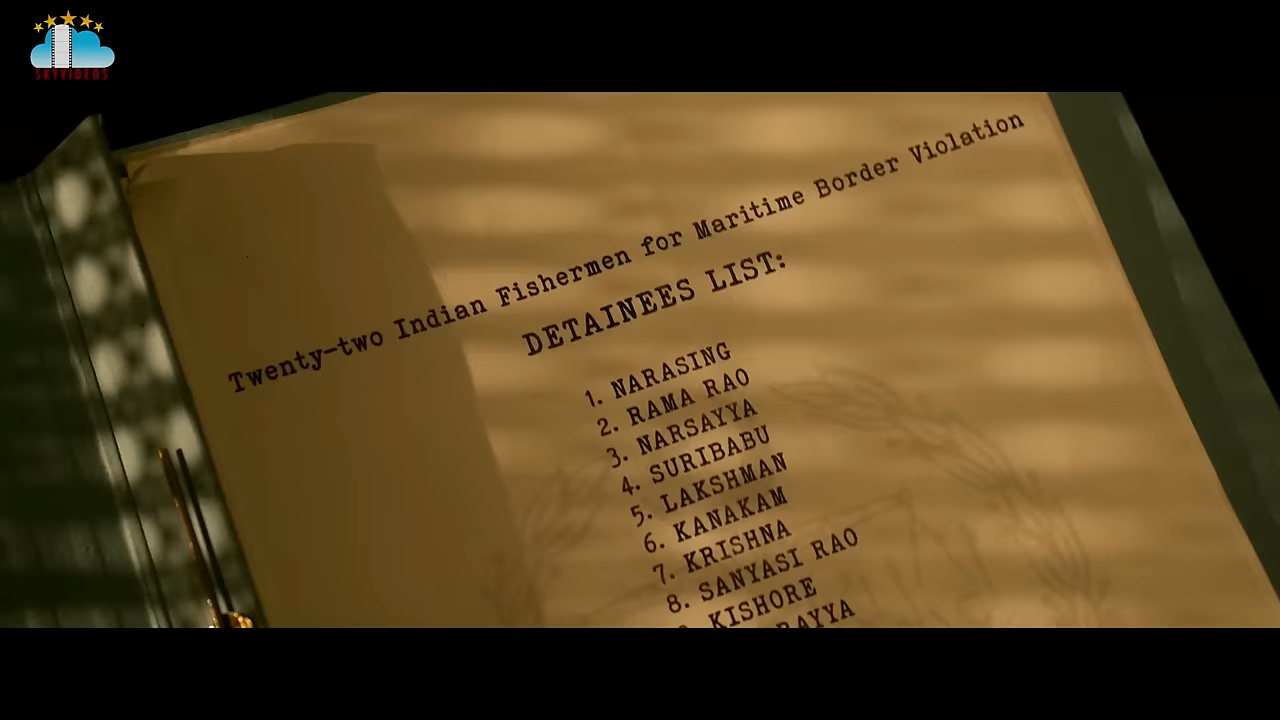 SKYVIDEOS
Twenty-two Indian Fishermen for Maritime Border Violation
DETAINEES LIST:
1. NARASING
2. RAMA RAO
3. NARSAYYA
4. SURIBABU
5. LAKSHMAN
6. KANAKAM
7. KRISHNA
8. SANYASI RAO
KISHORE